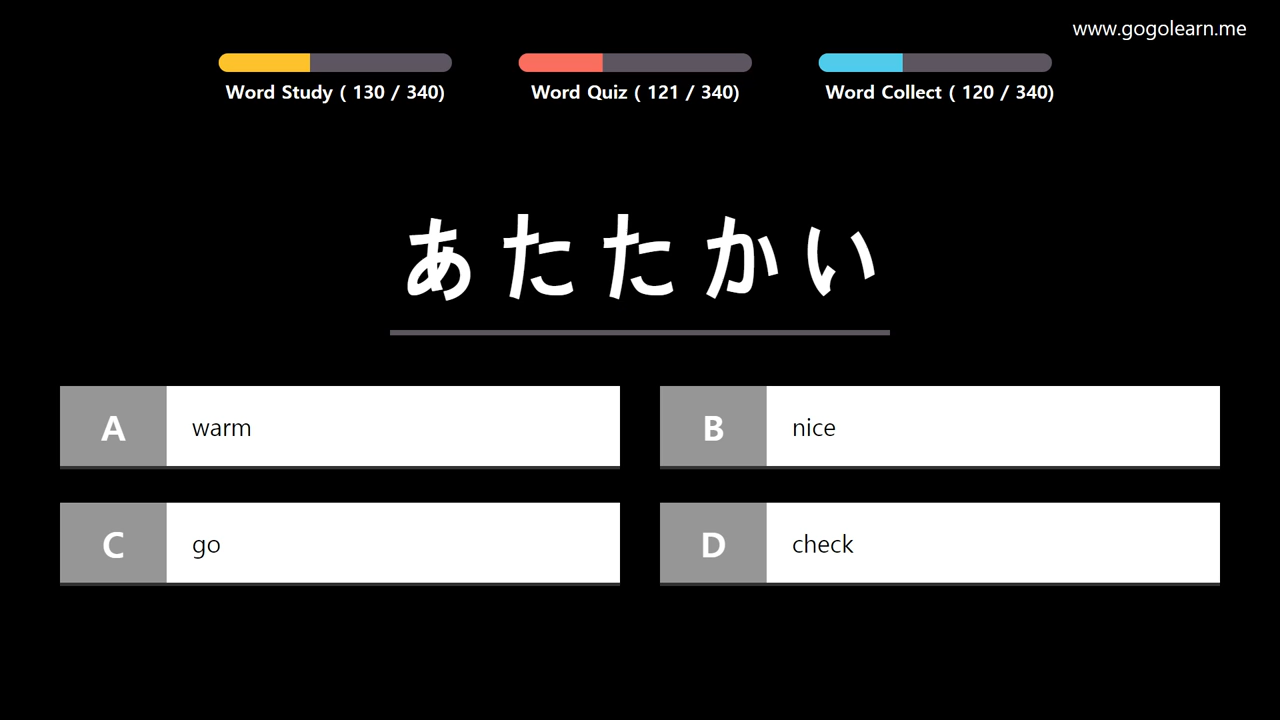 www.gogolearn.me
Word Study ( 130 / 340)
Word Quiz ( 121 / 340)
Word Collect ( 120 / 340)
あたたかい
A warm
B nice
C go
D check